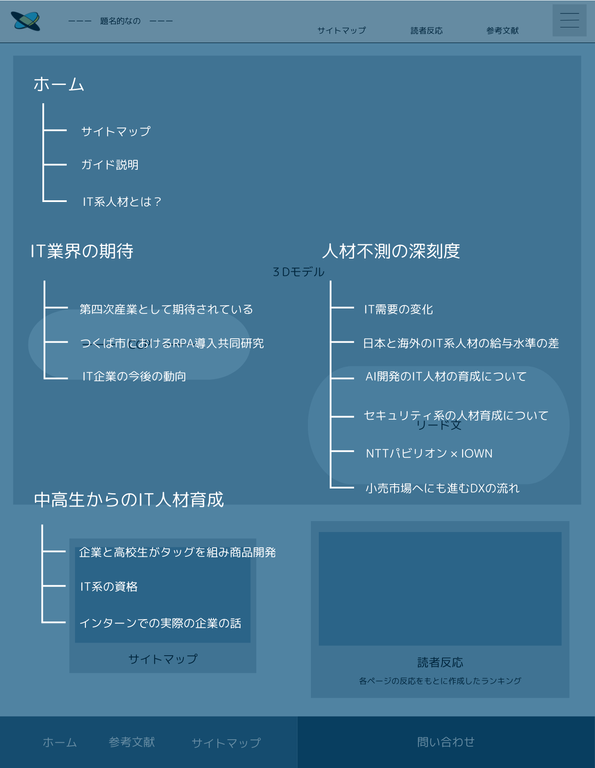 ーーー　題名的なの　ーーー
サイトマップ
読者反応
参考文献
ホーム
サイトマップ
ガイド説明
IT系人材とは？
IT業界の期待
第四次産業として期待されている
つくば市におけるRPA導入共同研究
IT企業の今後の動向
人材不測の深刻度
３Dモデル
IT需要の変化
日本と海外のIT系人材の給与水準の差
AI開発のIT人材の育成について
セキュリティ系の人材育成について
リード文
NTTパビリオン × IOWN
小売市場へにも進むDXの流れ
中高生からのIT人材育成
企業と高校生がタッグを組み商品開発
IT系の資格
インターンでの実際の企業の話
サイトマップ
読者反応
各ページの反応をもとに作成したランキング
ホーム
参考文献
サイトマップ
問い合わせ